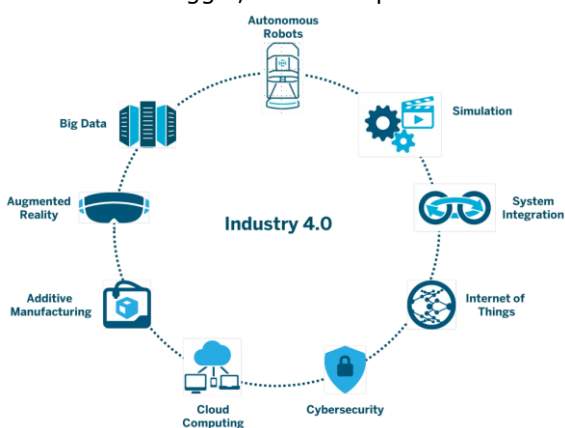 Autonomous
Robots
Simulation
System
Integration
Internet of
Things
Cybersecurity
Cloud
Computing
Additive
Manufacturing
Augmented
Reality
Big Data
Industry 4.0